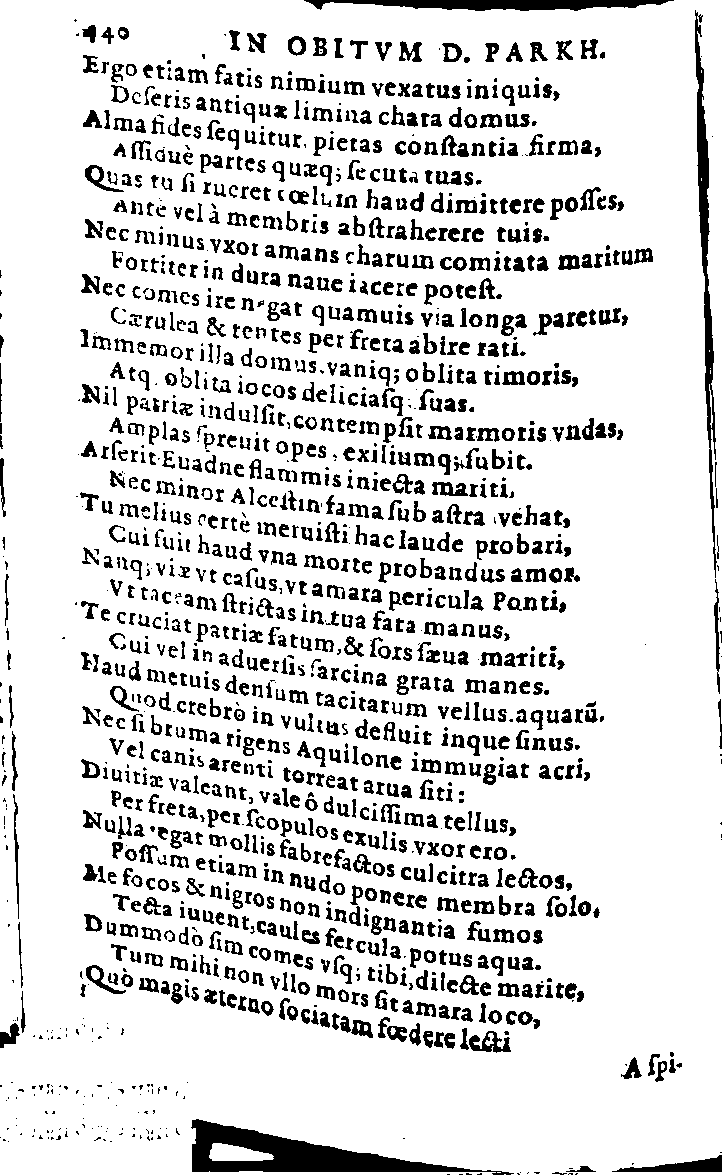 440 IN OBITVM D. PARKH.
Ergo etiam fatis nimium vexatus iniquis,
Deſeris antiquæ limina chara domus.
Alma fides ſequitur, pietas conſtantia firma,
Aſſiduè partes quæq; ſecuta tuas.
Quas tu ſi rueret cœlum haud dimittere poſſes,
Antè vel à membris abſtraherere tuis.
Nec minus vxor amans charum comitata maritum
Fortiter in dura naue iacere poteſt.
Nec comes ire negat quamuis via longa paretur,
Cærulea & tentes per freta abire rati.
Immemor illa domus, vaniq; oblita timoris,
Atq. oblita iocos deliciaſq; ſuas.
Nil patriæ indulſit, contempſit marmoris vndas,
Amplas ſpreuit opes, exiliumq; ſubit.
Arſerit Euadne flammis iniecta mariti,
Nec minor Alceſtin fama ſub aſtra vehat,
Tu melius certè meruiſti hac laude probari,
Cui fuit haud vna morte probandus amor.
Nanq; viæ vt caſus, vt amara pericula Ponti,
Vt taceam ſtrictas in tua fata manus,
Te cruciat patriæ fatum, & ſors ſæua mariti,
Cui vel in aduerſis ſarcina grata manes.
Haud metuis denſum tacitarum vellus aquarū.
Quod crebrò in vultus defluit inque ſinus.
Nec ſi bruma rigens Aquilone immugiat acri,
Vel canis arenti torreat arua ſiti:
Diuitiæ valeant, vale ô dulciſſima tellus,
Per freta, per ſcopulos exulis vxor ero.
Nulla negat mollis fabrefactos culcitra lectos,
Poſſum etiam in nudo ponere membra ſolo,
Me focos & nigros non indignantia fumos
Tecta iuuent, caules fercula potus aqua.
Dummodò ſim comes vſq; tibi, dilecte marite,
Tum mihi non vllo mors ſit amara loco,
Quò magis æterno ſociatam fœdere lecti
A ſpi-